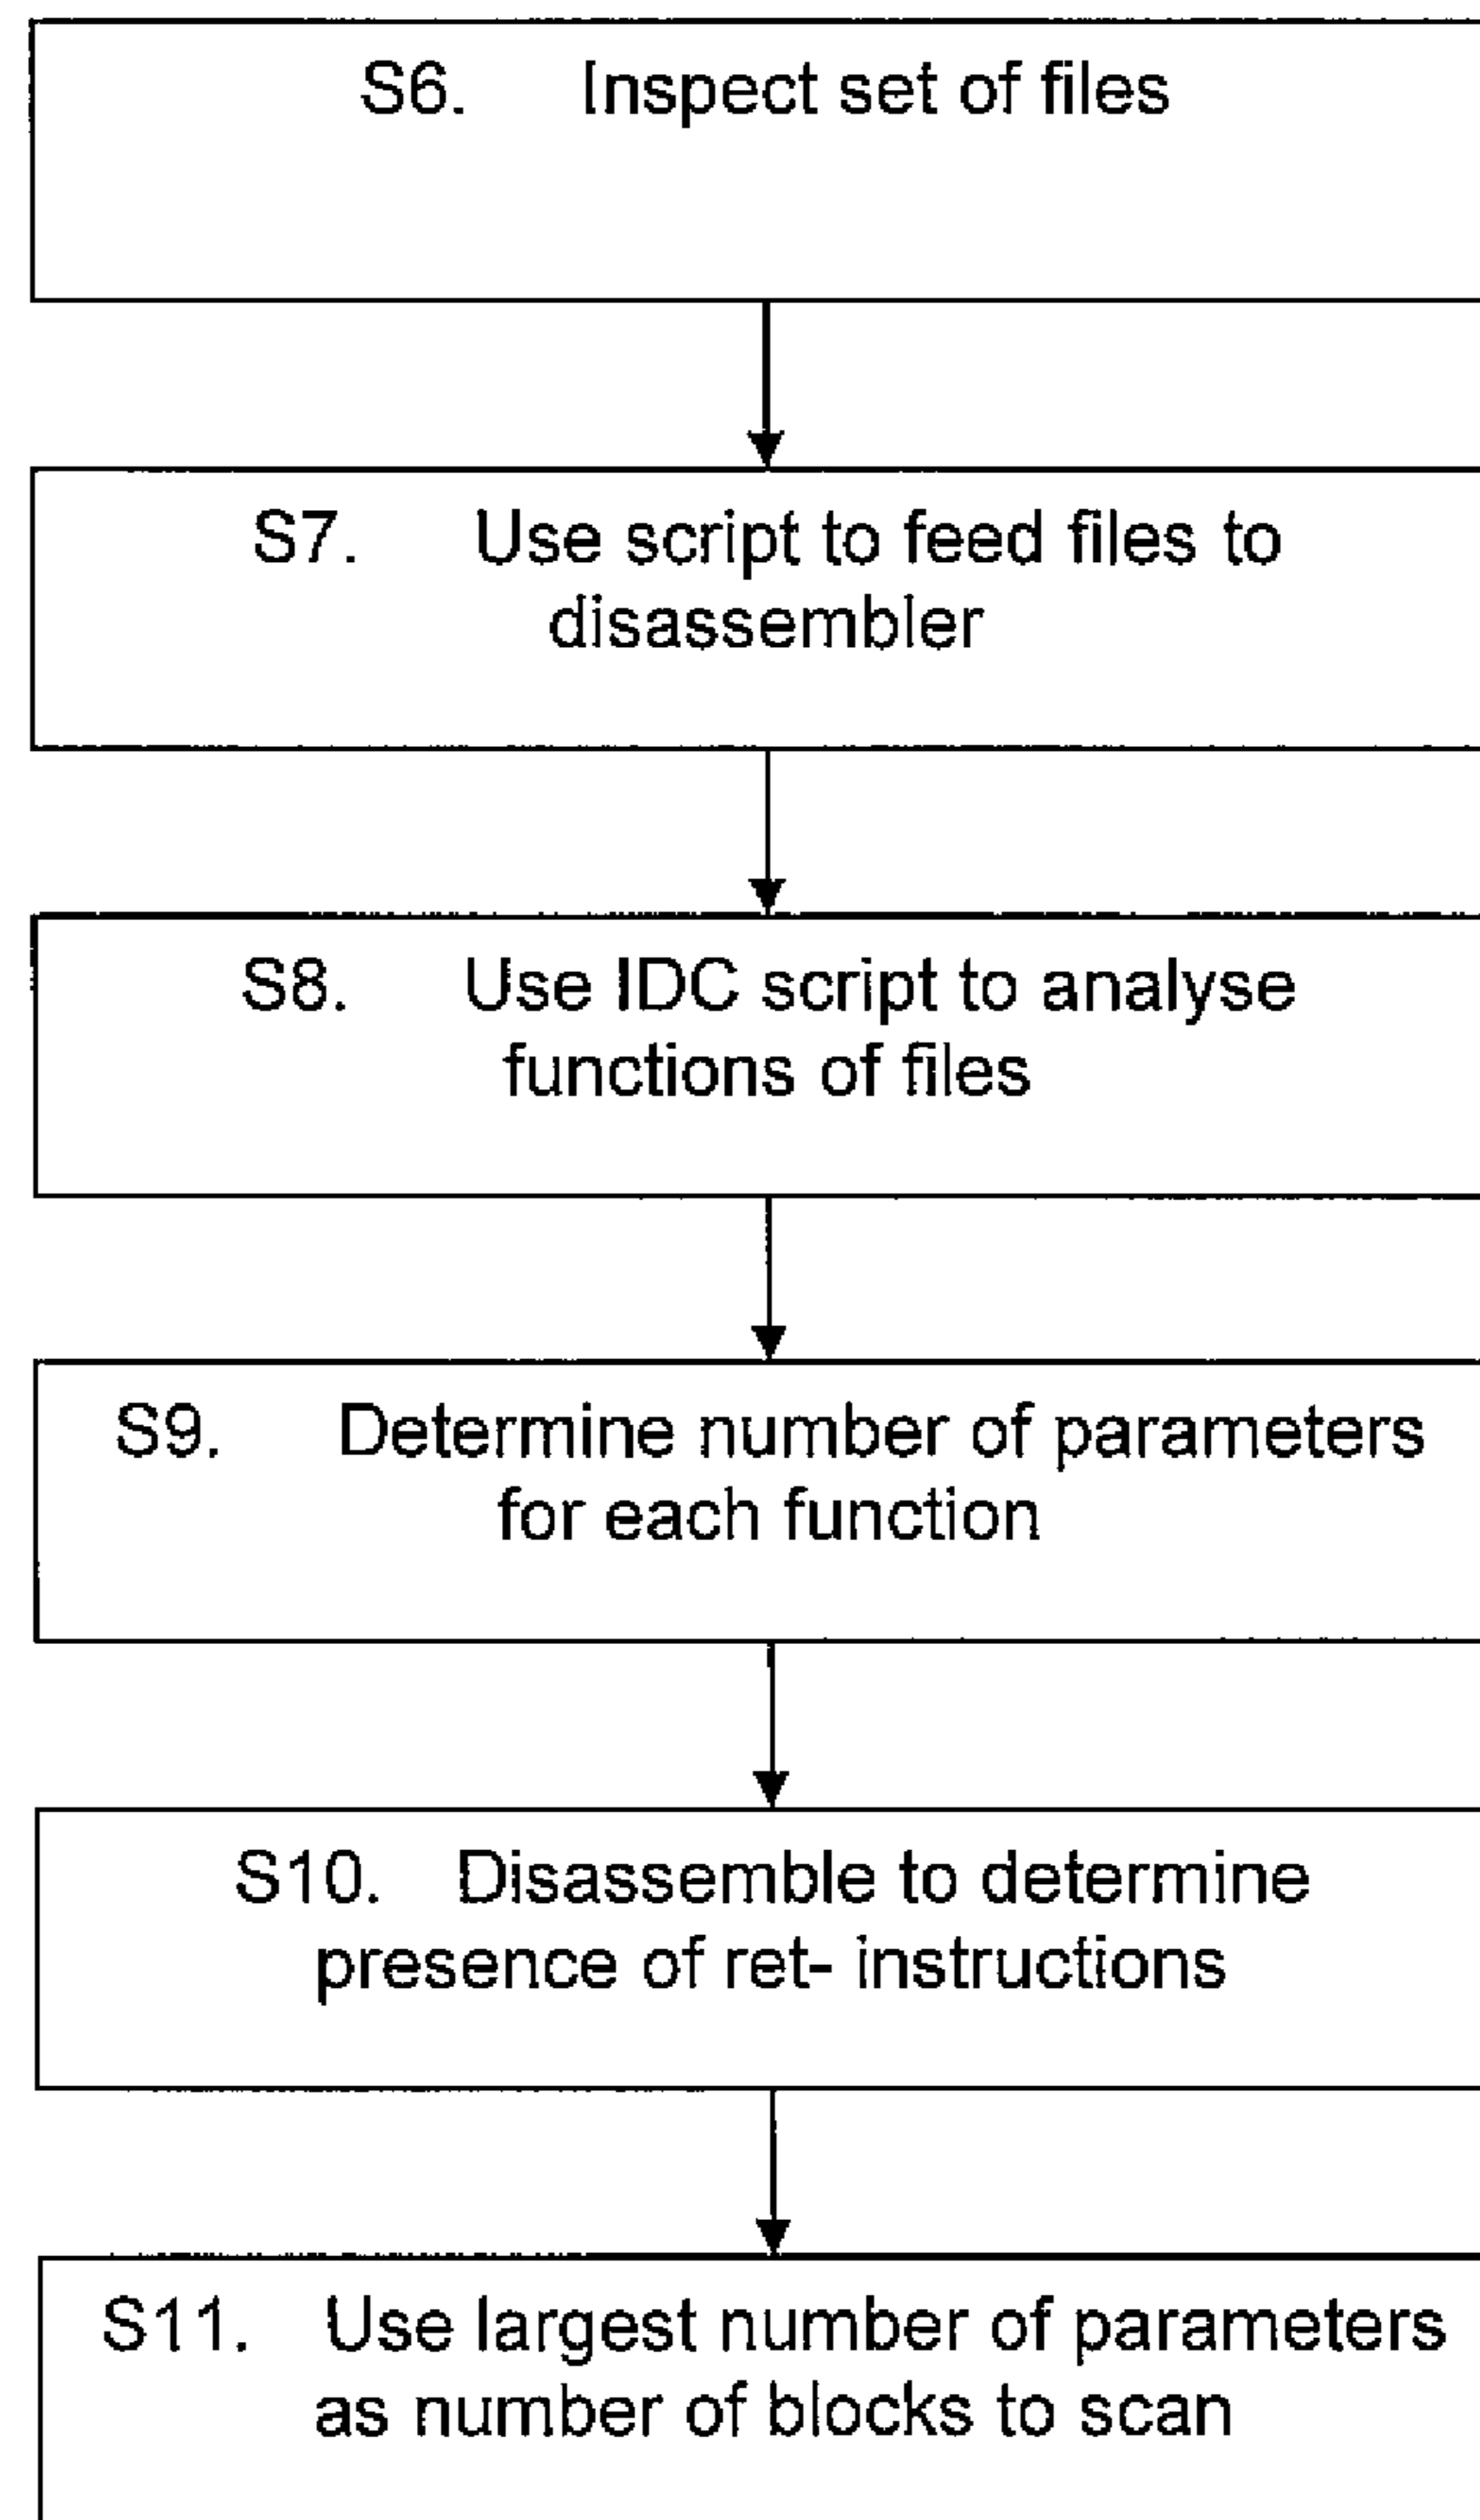 S6. Inspect set of files
S7. Use script to feed files to
disassembler
S8. Use IDC script to analyse
functions of files
S9. Determine number of parameters
for each function
S10. Disassemble to determine
presence of ret- instructions
S11. Use largest number of parameters
as number of blocks to scan